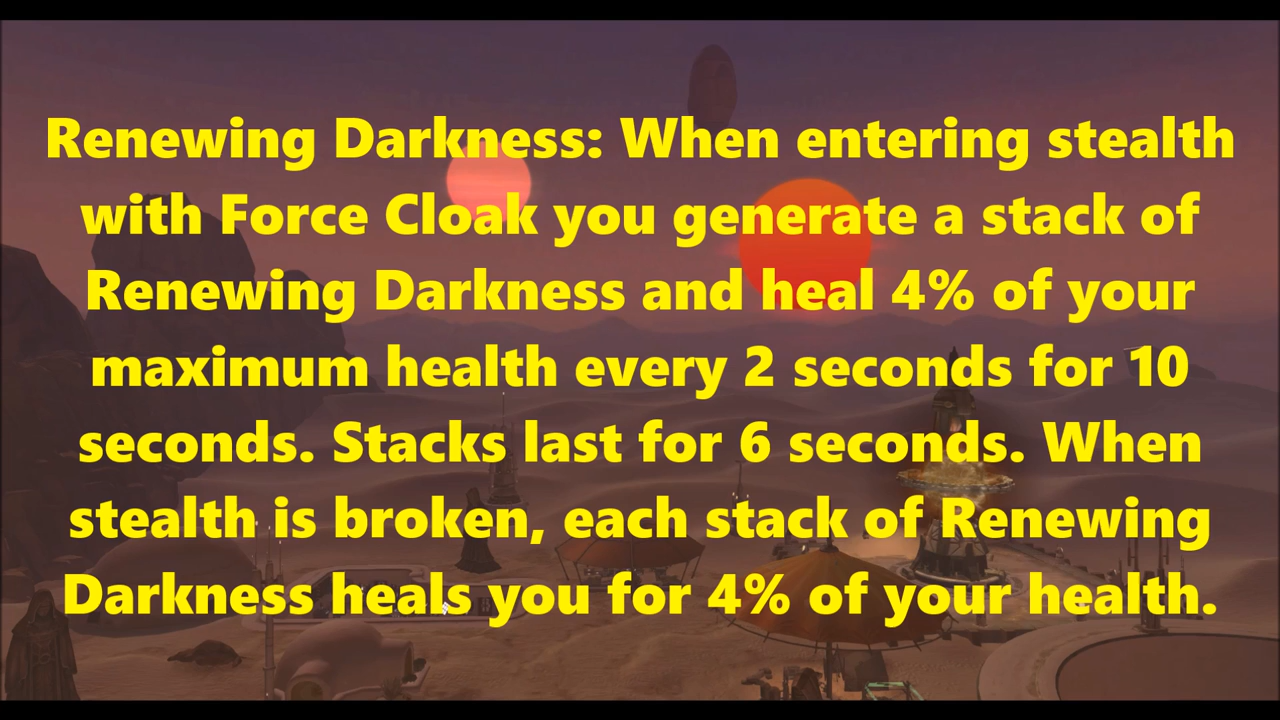 Renewing Darkness: When entering stealth
with Force Cloak you generate a stack of
Renewing Darkness and heal 4% of your
maximum health every 2 seconds for 10
seconds. Stacks last for 6 seconds. When
stealth is broken, each stack of Renewing
Darkness heals you for 4% of your health.